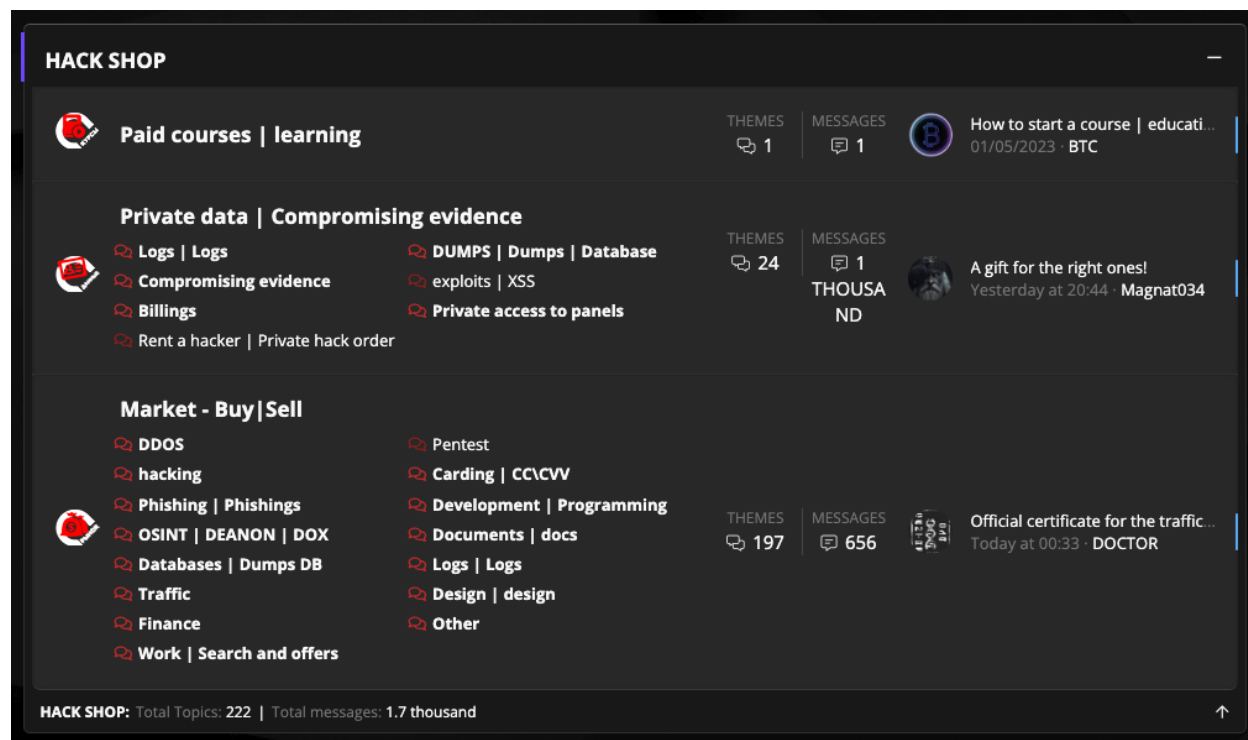 HACK SHOP
Paid courses | learning
THEMES
1
MESSAGES
1
How to start a course | educati...
01/05/2023 · BTC
Private data | Compromising evidence
Logs | Logs
DUMPS | Dumps | Database
Compromising evidence
exploits | XSS
Billings
Private access to panels
Rent a hacker | Private hack order
THEMES
24
MESSAGES
1
THOUSA
ND
A gift for the right ones!
Yesterday at 20:44 · Magnat034
Market - Buy|Sell
DDOS
Pentest
hacking
Carding | CC\CVV
Phishing | Phishings
Development | Programming
OSINT | DEANON | DOX
Documents | docs
Databases | Dumps DB
Logs | Logs
Traffic
Design | design
Finance
Other
Work | Search and offers
THEMES
197
MESSAGES
656
Official certificate for the traffic...
Today at 00:33 · DOCTOR
HACK SHOP: Total Topics: 222 | Total messages: 1.7 thousand